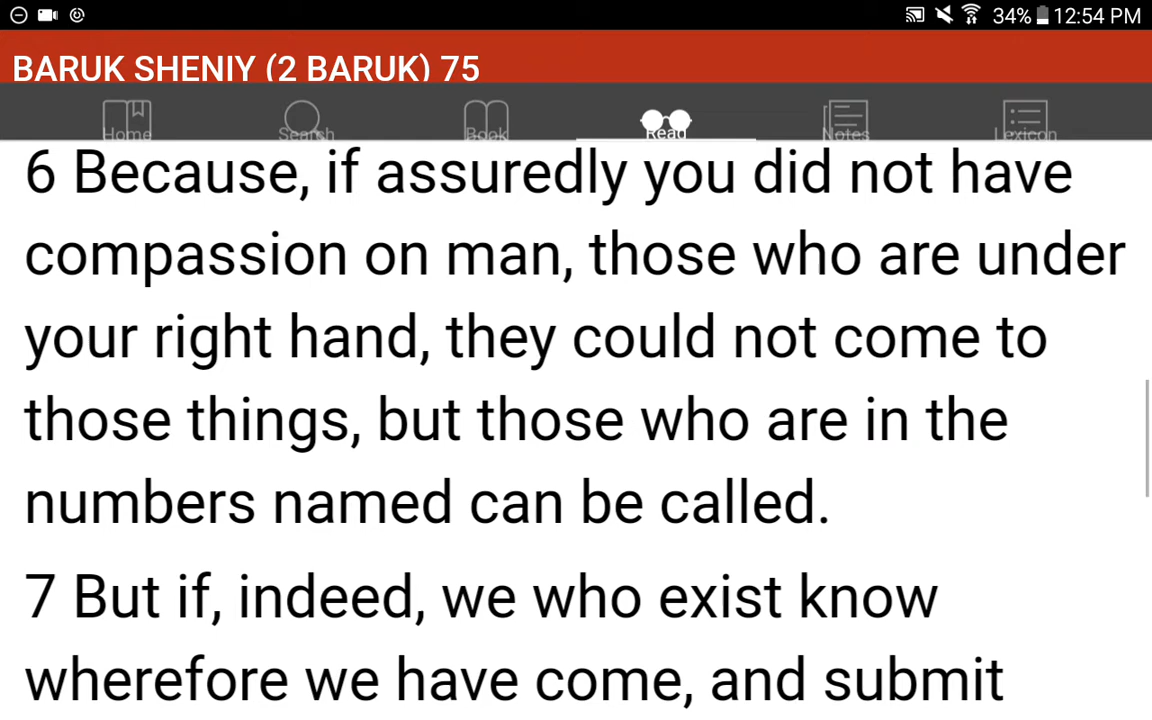 34% 12:54 PM
BARUK SHENIY (2 BARUK) 75
Home Search Book Read Notes Lexicon
6 Because, if assuredly you did not have
compassion on man, those who are under
your right hand, they could not come to
those things, but those who are in the
numbers named can be called.
7 But if, indeed, we who exist know
wherefore we have come, and submit